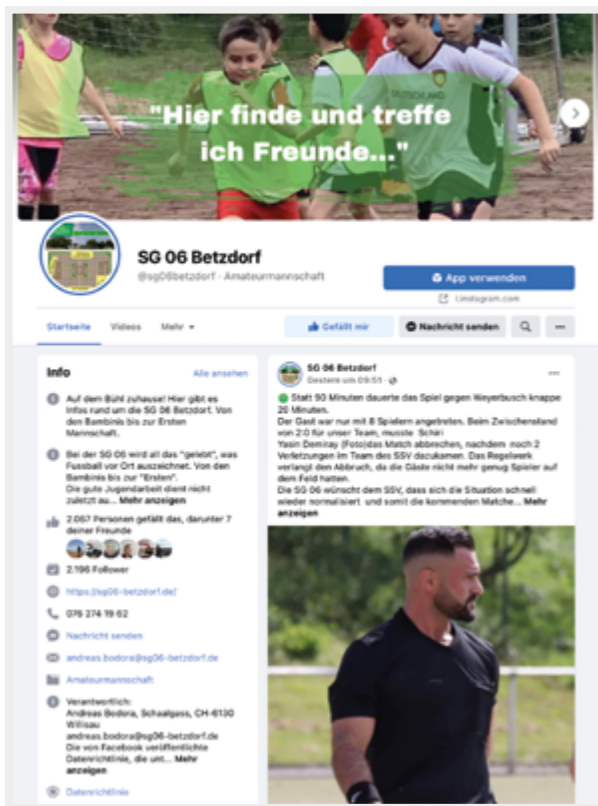 "Hier finde und treffe
ich Freunde..."
SG 06 Betzdorf
@sg06betzdorf · Amateurmannschaft
App verwenden
l.instagram.com
Startseite
Videos
Mehr
Gefällt mir
Nachricht senden
Info
Alle ansehen
Auf dem Bühl zuhause! Hier gibt es
Infos rund um die SG 06 Betzdorf. Von
den Bambinis bis zur Ersten
Mannschaft.
Bei der SG 06 wird all das "gelebt", was
Fussball vor Ort auszeichnet. Von den
Bambinis bis zur "Ersten".
Die gute Jugendarbeit dient nicht
zuletzt au... Mehr anzeigen
2.057 Personen gefällt das, darunter 7
deiner Freunde
2.196 Follower
https://sg06-betzdorf.de/
076 274 19 62
Nachricht senden
andreas.bodora@sg06-betzdorf.de
Amateurmannschaft
Verantwortlich:
Andreas Bodora, Schaalgass, CH-6130
Willisau
andreas.bodora@sg06-betzdorf.de
Die von Facebook veröffentlichte
Datenrichtlinie, die unt... Mehr
anzeigen
Datenrichtlinie
SG 06 Betzdorf
Gestern um 09:51 ·
Statt 90 Minuten dauerte das Spiel gegen Weyerbusch knappe
20 Minuten.
Der Gast war nur mit 8 Spielern angetreten. Beim Zwischenstand
von 2:0 für unser Team, musste Schiri
Yasin Demiray (Foto)das Match abbrechen, nachdem noch 2
Verletzungen im Team des SSV dazukamen. Das Regelwerk
verlangt den Abbruch, da die Gäste nicht mehr genug Spieler auf
dem Feld hatten.
Die SG 06 wünscht dem SSV, dass sich die Situation schnell
wieder normalisiert und somit die kommenden Matche... Mehr
anzeigen